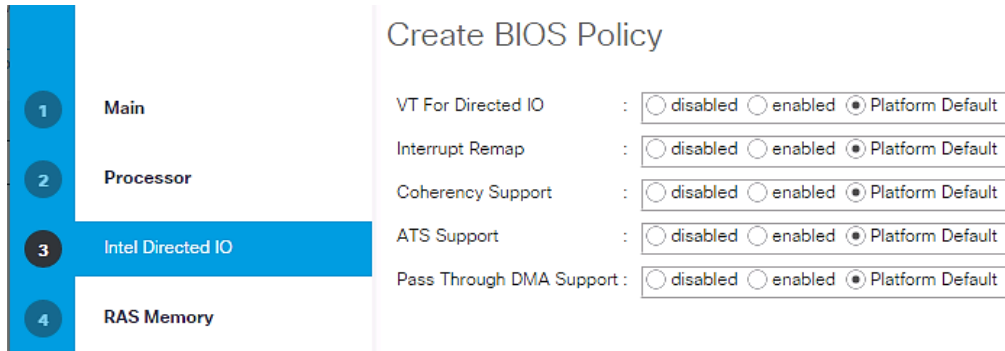 Create BIOS Policy
1 Main
2 Processor
3 Intel Directed IO
4 RAS Memory
VT For Directed IO : disabled enabled Platform Default
Interrupt Remap : disabled enabled Platform Default
Coherency Support : disabled enabled Platform Default
ATS Support : disabled enabled Platform Default
Pass Through DMA Support : disabled enabled Platform Default